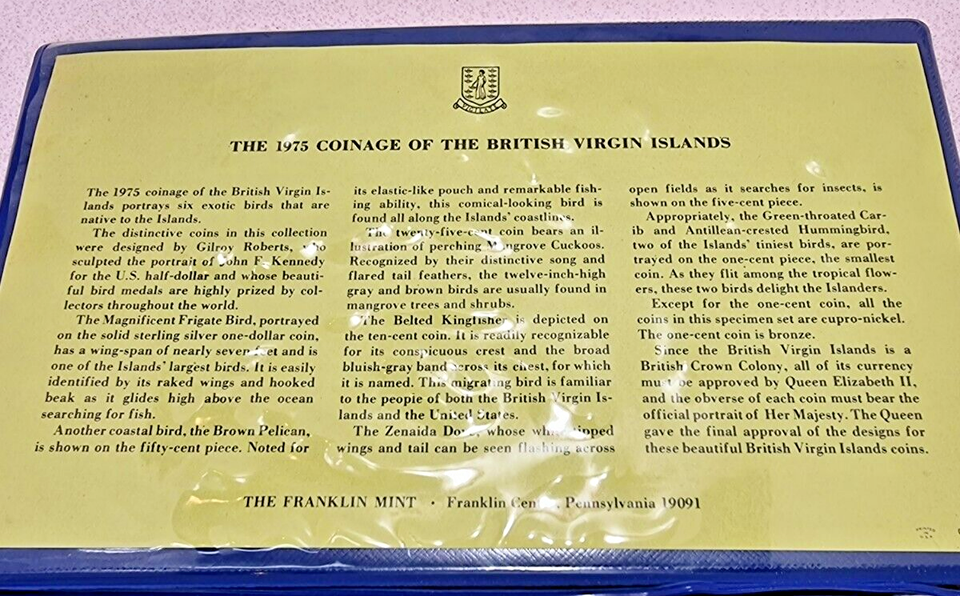 VIGILATE
THE 1975 COINAGE OF THE BRITISH VIRGIN ISLANDS
The 1975 coinage of the British Virgin Is-
lands portrays six exotic birds that are
native to the Islands.
The distinctive coins in this collection
were designed by Gilroy Roberts, who
sculpted the portrait of John F. Kennedy
for the U.S. half-dollar and whose beauti-
ful bird medals are highly prized by col-
lectors throughout the world.
The Magnificent Frigate Bird, portrayed
on the solid sterling silver one-dollar coin,
has a wing-span of nearly seven feet and is
one of the Islands' largest birds. It is easily
identified by its raked wings and hooked
beak as it glides high above the ocean
searching for fish.
Another coastal bird, the Brown Pelican,
is shown on the fifty-cent piece. Noted for
its elastic-like pouch and remarkable fish-
ing ability, this comical-looking bird is
found all along the Islands' coastlines.
The twenty-five-cent coin bears an il-
lustration of perching Mangrove Cuckoos.
Recognized by their distinctive song and
flared tail feathers, the twelve-inch-high
gray and brown birds are usually found in
mangrove trees and shrubs.
The Belted Kingfisher is depicted on
the ten-cent coin. It is readily recognizable
for its conspicuous crest and the broad
bluish-gray band across its chest, for which
it is named. This migrating bird is familiar
to the people of both the British Virgin Is-
lands and the United States.
The Zenaida Dove, whose white-tipped
wings and tail can be seen flashing across
open fields as it searches for insects, is
shown on the five-cent piece.
Appropriately, the Green-throated Car-
ib and Antillean-crested Hummingbird,
two of the Islands' tiniest birds, are por-
trayed on the one-cent piece, the smallest
coin. As they flit among the tropical flow-
ers, these two birds delight the Islanders.
Except for the one-cent coin, all the
coins in this specimen set are cupro-nickel.
The one-cent coin is bronze.
Since the British Virgin Islands is a
British Crown Colony, all of its currency
must be approved by Queen Elizabeth II,
and the obverse of each coin must bear the
official portrait of Her Majesty. The Queen
gave the final approval of the designs for
these beautiful British Virgin Islands coins.
THE FRANKLIN MINT · Franklin Center, Pennsylvania 19091
PRINTED
IN
U.S.A.